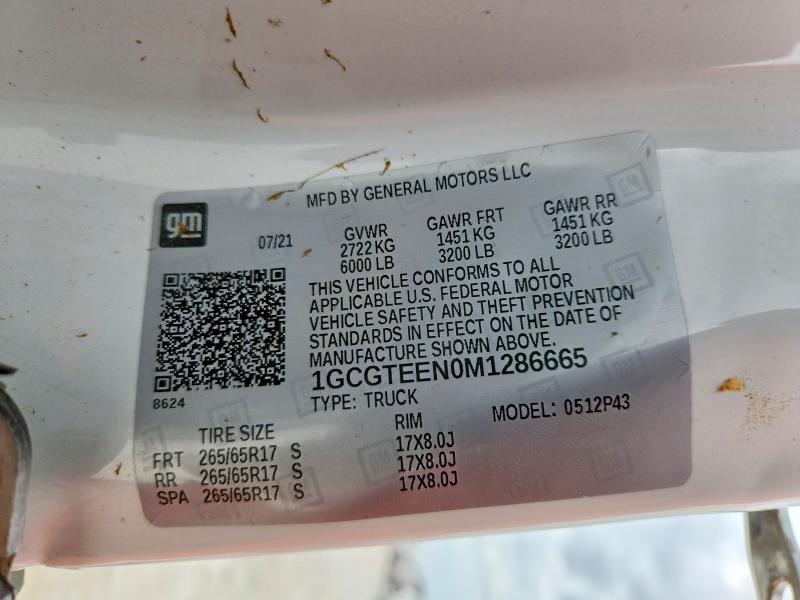 MFD BY GENERAL MOTORS LLC
gm
07/21
GVWR GAWR FRT GAWR RR
2722 KG 1451 KG 1451 KG
6000 LB 3200 LB 3200 LB
THIS VEHICLE CONFORMS TO ALL
APPLICABLE U.S. FEDERAL MOTOR
VEHICLE SAFETY AND THEFT PREVENTION
STANDARDS IN EFFECT ON THE DATE OF
MANUFACTURE SHOWN ABOVE.
1GCGTEEN0M1286665
8624
TYPE: TRUCK MODEL: 0512P43
TIRE SIZE RIM
FRT 265/65R17 S 17X8.0J
RR 265/65R17 S 17X8.0J
SPA 265/65R17 S 17X8.0J